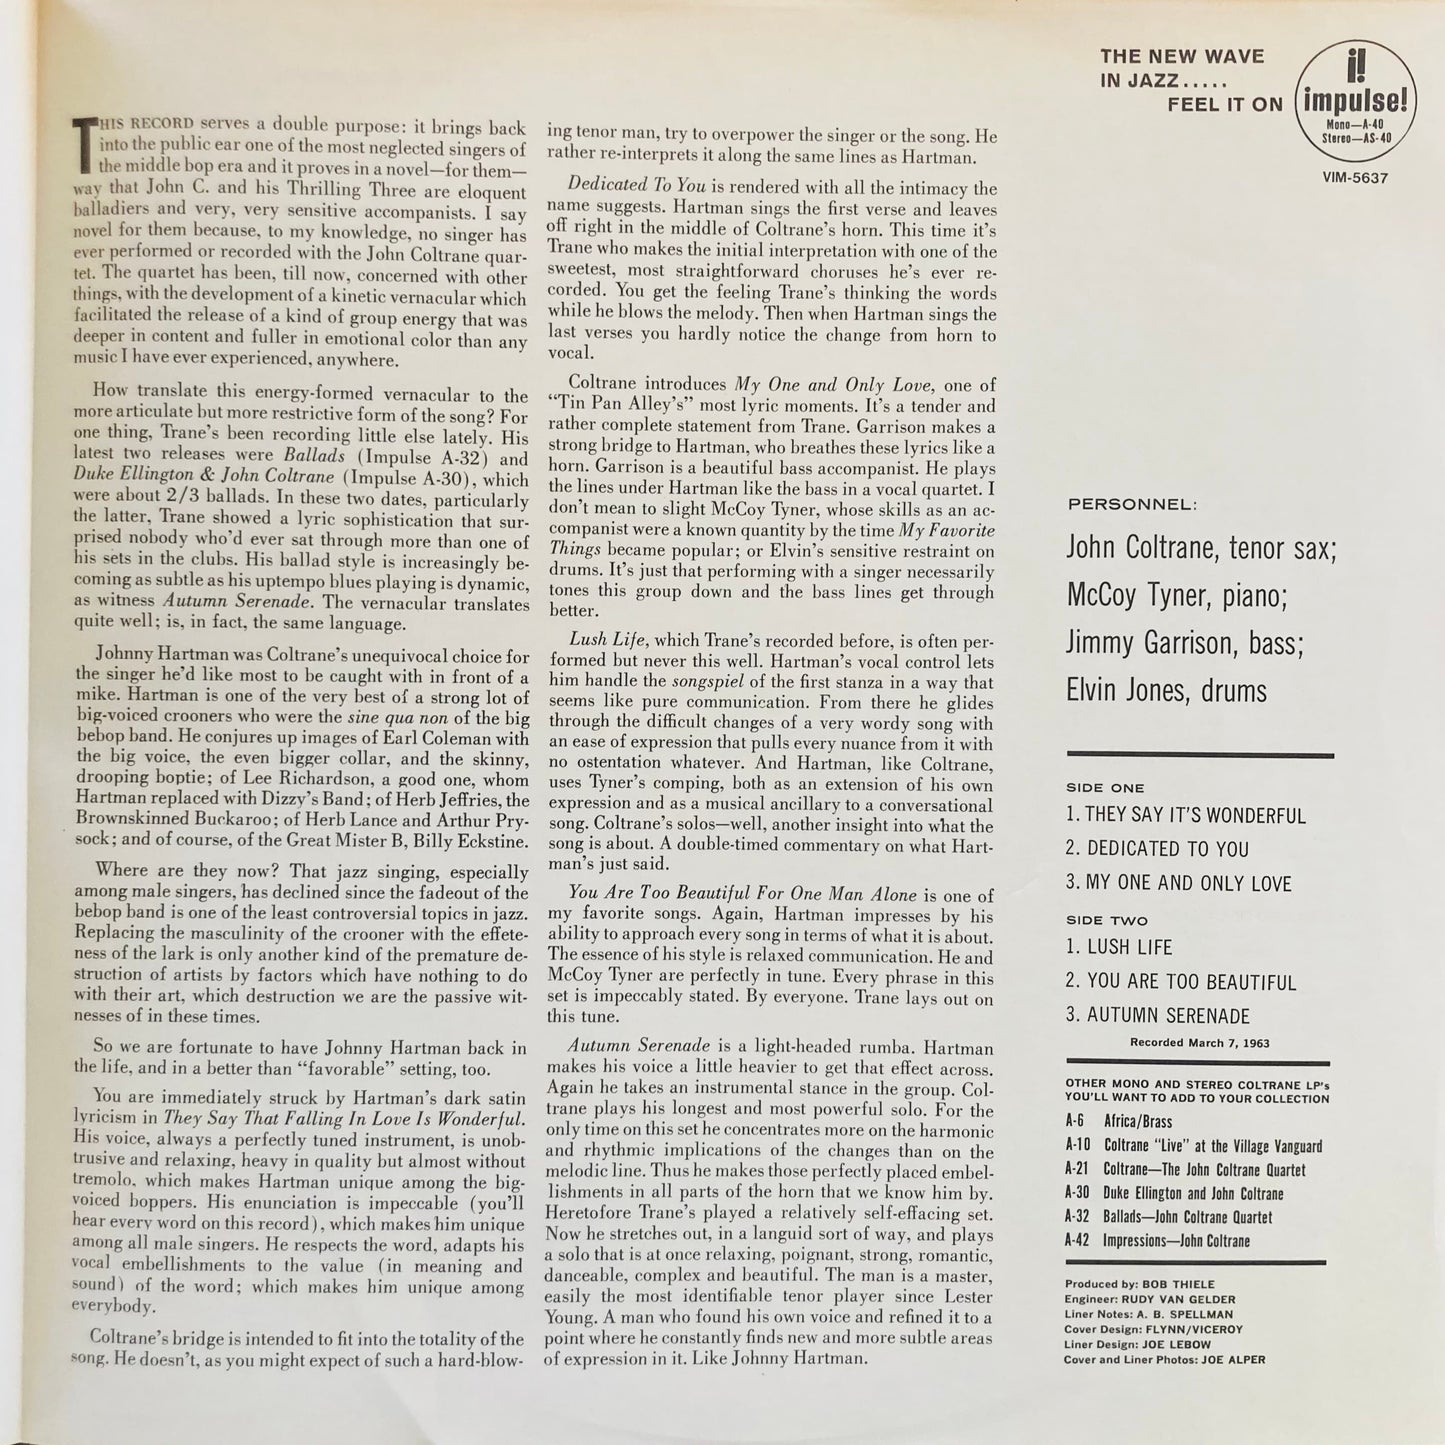 THE NEW WAVE
IN JAZZ.....
FEEL IT ON
i!
impulse!
Mono—A-40
Stereo—AS-40
VIM-5637
THIS RECORD serves a double purpose: it brings back
into the public ear one of the most neglected singers of
the middle bop era and it proves in a novel—for them—
way that John C. and his Thrilling Three are eloquent
balladiers and very, very sensitive accompanists. I say
novel for them because, to my knowledge, no singer has
ever performed or recorded with the John Coltrane quar-
tet. The quartet has been, till now, concerned with other
things, with the development of a kinetic vernacular which
facilitated the release of a kind of group energy that was
deeper in content and fuller in emotional color than any
music I have ever experienced, anywhere.
How translate this energy-formed vernacular to the
more articulate but more restrictive form of the song? For
one thing, Trane's been recording little else lately. His
latest two releases were Ballads (Impulse A-32) and
Duke Ellington & John Coltrane (Impulse A-30), which
were about 2/3 ballads. In these two dates, particularly
the latter, Trane showed a lyric sophistication that sur-
prised nobody who'd ever sat through more than one of
his sets in the clubs. His ballad style is increasingly be-
coming as subtle as his uptempo blues playing is dynamic,
as witness Autumn Serenade. The vernacular translates
quite well; is, in fact, the same language.
Johnny Hartman was Coltrane's unequivocal choice for
the singer he'd like most to be caught with in front of a
mike. Hartman is one of the very best of a strong lot of
big-voiced crooners who were the sine qua non of the big
bebop band. He conjures up images of Earl Coleman with
the big voice, the even bigger collar, and the skinny,
drooping boptie; of Lee Richardson, a good one, whom
Hartman replaced with Dizzy's Band; of Herb Jeffries, the
Brownskinned Buckaroo; of Herb Lance and Arthur Pry-
sock; and of course, of the Great Mister B, Billy Eckstine.
Where are they now? That jazz singing, especially
among male singers, has declined since the fadeout of the
bebop band is one of the least controversial topics in jazz.
Replacing the masculinity of the crooner with the effete-
ness of the lark is only another kind of the premature de-
struction of artists by factors which have nothing to do
with their art, which destruction we are the passive wit-
nesses of in these times.
So we are fortunate to have Johnny Hartman back in
the life, and in a better than "favorable" setting, too.
You are immediately struck by Hartman's dark satin
lyricism in They Say That Falling In Love Is Wonderful.
His voice, always a perfectly tuned instrument, is unob-
trusive and relaxing, heavy in quality but almost without
tremolo, which makes Hartman unique among the big-
voiced boppers. His enunciation is impeccable (you'll
hear every word on this record), which makes him unique
among all male singers. He respects the word, adapts his
vocal embellishments to the value (in meaning and
sound) of the word; which makes him unique among
everybody.
Coltrane's bridge is intended to fit into the totality of the
song. He doesn't, as you might expect of such a hard-blow-
ing tenor man, try to overpower the singer or the song. He
rather re-interprets it along the same lines as Hartman.
Dedicated To You is rendered with all the intimacy the
name suggests. Hartman sings the first verse and leaves
off right in the middle of Coltrane's horn. This time it's
Trane who makes the initial interpretation with one of the
sweetest, most straightforward choruses he's ever re-
corded. You get the feeling Trane's thinking the words
while he blows the melody. Then when Hartman sings the
last verses you hardly notice the change from horn to
vocal.
Coltrane introduces My One and Only Love, one of
"Tin Pan Alley's" most lyric moments. It's a tender and
rather complete statement from Trane. Garrison makes a
strong bridge to Hartman, who breathes these lyrics like a
horn. Garrison is a beautiful bass accompanist. He plays
the lines under Hartman like the bass in a vocal quartet. I
don't mean to slight McCoy Tyner, whose skills as an ac-
companist were a known quantity by the time My Favorite
Things became popular; or Elvin's sensitive restraint on
drums. It's just that performing with a singer necessarily
tones this group down and the bass lines get through
better.
Lush Life, which Trane's recorded before, is often per-
formed but never this well. Hartman's vocal control lets
him handle the songspiel of the first stanza in a way that
seems like pure communication. From there he glides
through the difficult changes of a very wordy song with
an ease of expression that pulls every nuance from it with
no ostentation whatever. And Hartman, like Coltrane,
uses Tyner's comping, both as an extension of his own
expression and as a musical ancillary to a conversational
song. Coltrane's solos—well, another insight into what the
song is about. A double-timed commentary on what Hart-
man's just said.
You Are Too Beautiful For One Man Alone is one of
my favorite songs. Again, Hartman impresses by his
ability to approach every song in terms of what it is about.
The essence of his style is relaxed communication. He and
McCoy Tyner are perfectly in tune. Every phrase in this
set is impeccably stated. By everyone. Trane lays out on
this tune.
Autumn Serenade is a light-headed rumba. Hartman
makes his voice a little heavier to get that effect across.
Again he takes an instrumental stance in the group. Col-
trane plays his longest and most powerful solo. For the
only time on this set he concentrates more on the harmonic
and rhythmic implications of the changes than on the
melodic line. Thus he makes those perfectly placed embel-
lishments in all parts of the horn that we know him by.
Heretofore Trane's played a relatively self-effacing set.
Now he stretches out, in a languid sort of way, and plays
a solo that is at once relaxing, poignant, strong, romantic,
danceable, complex and beautiful. The man is a master,
easily the most identifiable tenor player since Lester
Young. A man who found his own voice and refined it to a
point where he constantly finds new and more subtle areas
of expression in it. Like Johnny Hartman.
PERSONNEL:
John Coltrane, tenor sax;
McCoy Tyner, piano;
Jimmy Garrison, bass;
Elvin Jones, drums
SIDE ONE
1. THEY SAY IT'S WONDERFUL
2. DEDICATED TO YOU
3. MY ONE AND ONLY LOVE
SIDE TWO
1. LUSH LIFE
2. YOU ARE TOO BEAUTIFUL
3. AUTUMN SERENADE
Recorded March 7, 1963
OTHER MONO AND STEREO COLTRANE LP's
YOU'LL WANT TO ADD TO YOUR COLLECTION
A-6 Africa/Brass
A-10 Coltrane "Live" at the Village Vanguard
A-21 Coltrane—The John Coltrane Quartet
A-30 Duke Ellington and John Coltrane
A-32 Ballads—John Coltrane Quartet
A-42 Impressions—John Coltrane
Produced by: BOB THIELE
Engineer: RUDY VAN GELDER
Liner Notes: A. B. SPELLMAN
Cover Design: FLYNN/VICEROY
Liner Design: JOE LEBOW
Cover and Liner Photos: JOE ALPER